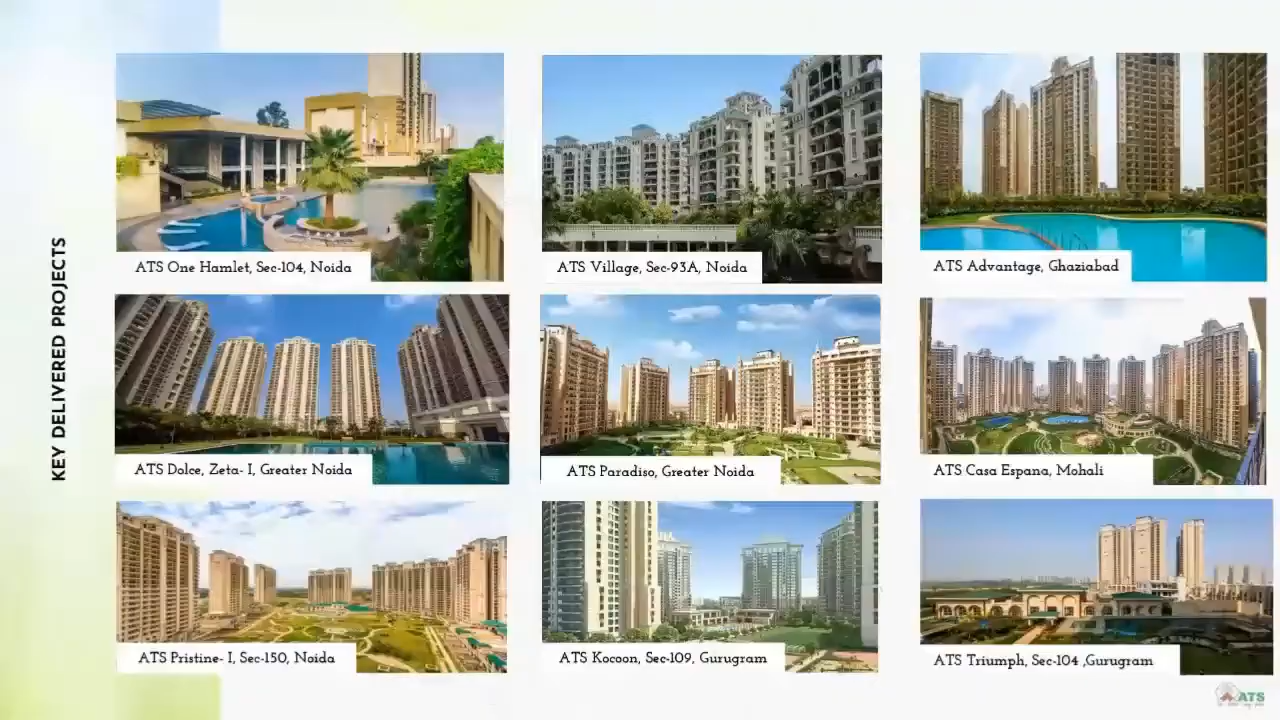 KEY DELIVERED PROJECTS
ATS One Hamlet, Sec-104, Noida
ATS Village, Sec-93A, Noida
ATS Advantage, Ghaziabad
ATS Dolce, Zeta- I, Greater Noida
ATS Paradiso, Greater Noida
ATS Casa Espana, Mohali
ATS Pristine- I, Sec-150, Noida
ATS Kocoon, Sec-109, Gurugram
ATS Triumph, Sec-104 ,Gurugram
ATS